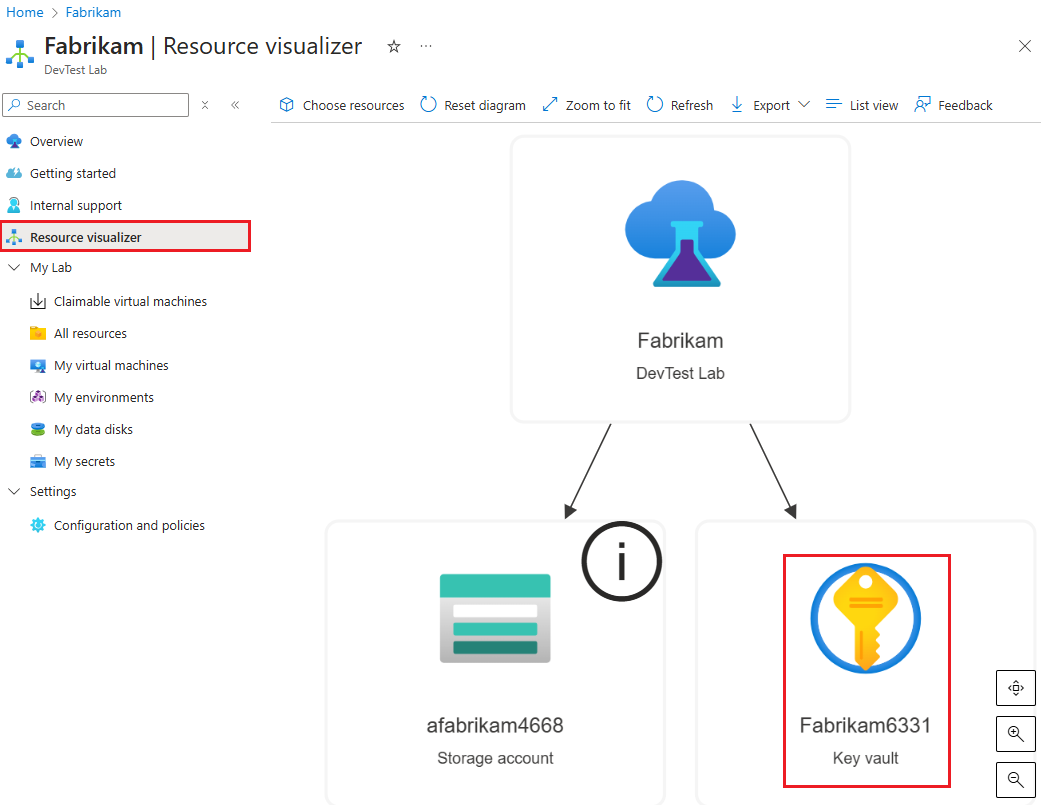 Home > Fabrikam
Fabrikam | Resource visualizer
DevTest Lab
Search
Choose resources
Reset diagram
Zoom to fit
Refresh
Export
List view
Feedback
Overview
Getting started
Internal support
Resource visualizer
My Lab
Claimable virtual machines
All resources
My virtual machines
My environments
My data disks
My secrets
Settings
Configuration and policies
Fabrikam
DevTest Lab
i
afabrikam4668
Storage account
Fabrikam6331
Key vault